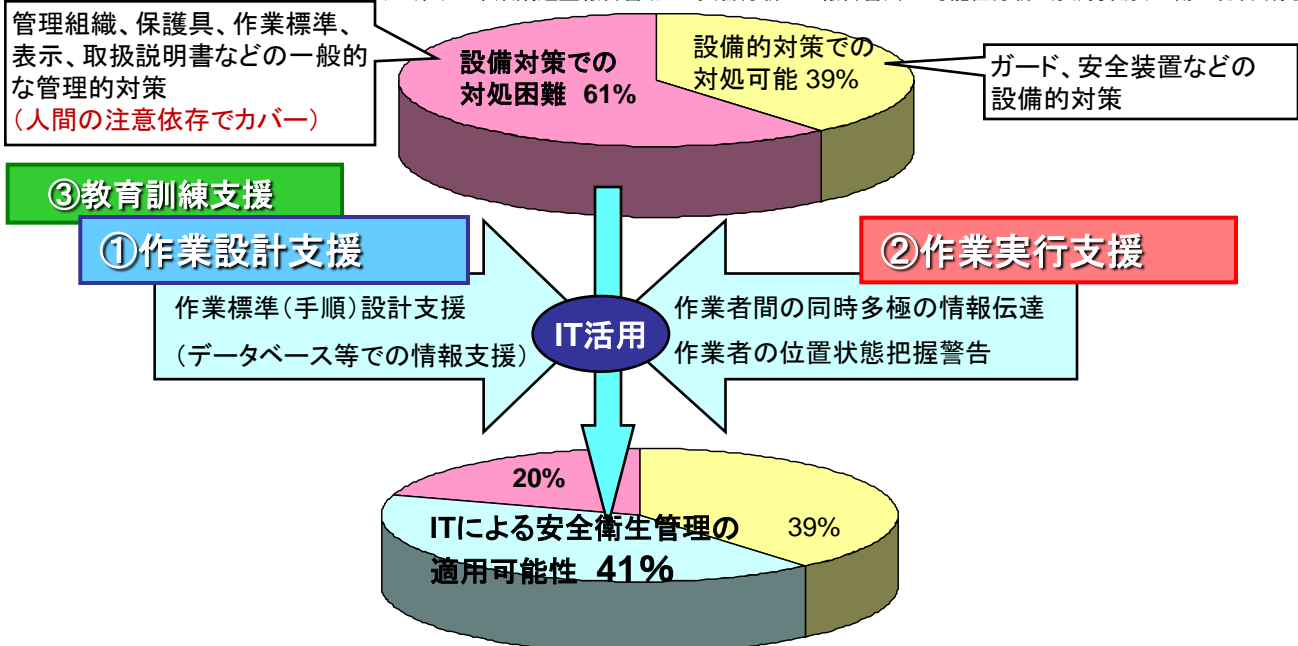 管理組織、保護具、作業標準、
表示、取扱説明書などの一般的
な管理的対策
(人間の注意依存でカバー)
設備対策での
対処困難 61%
設備的対策での
対処可能 39%
ガード、安全装置などの
設備的対策
③教育訓練支援
①作業設計支援
②作業実行支援
作業標準(手順)設計支援
(データベース等での情報支援)
IT活用
作業者間の同時多極の情報伝達
作業者の位置状態把握警告
20%
39%
ITによる安全衛生管理の
適用可能性 41%